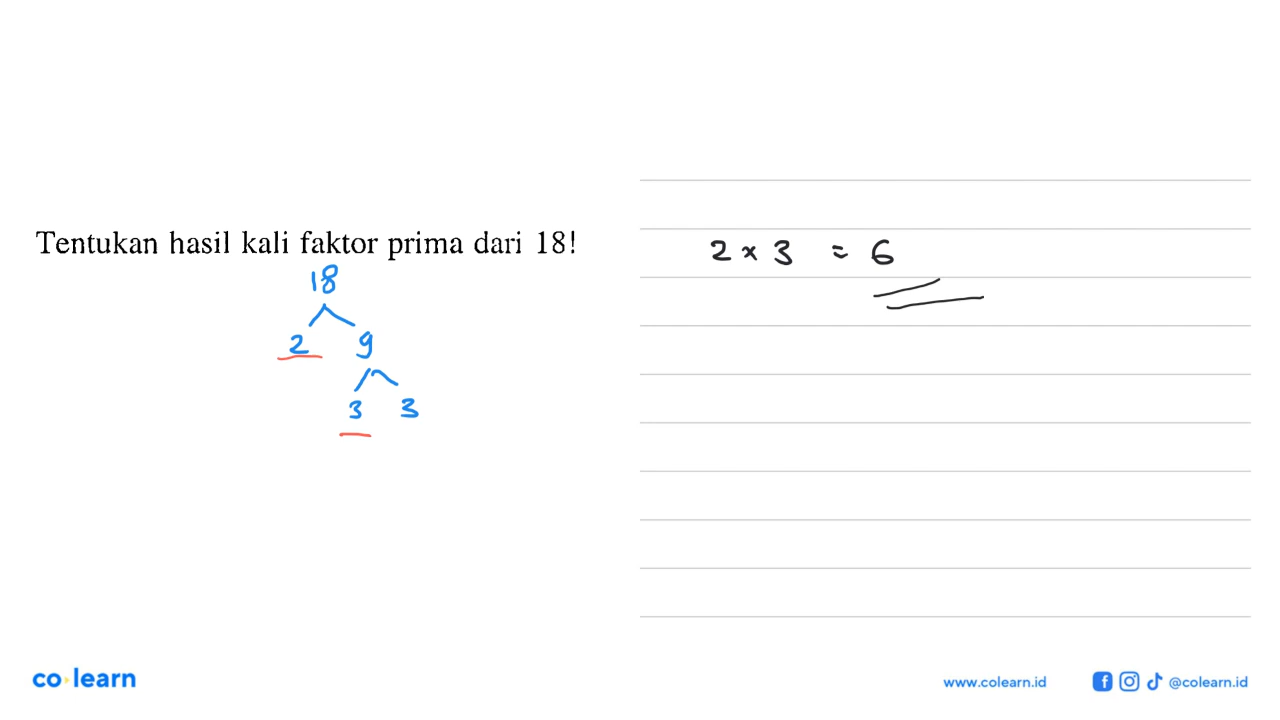 Tentukan hasil kali faktor prima dari 18!
18
2 9
3 3
2 × 3 = 6
co learn
www.colearn.id
@colearn.id